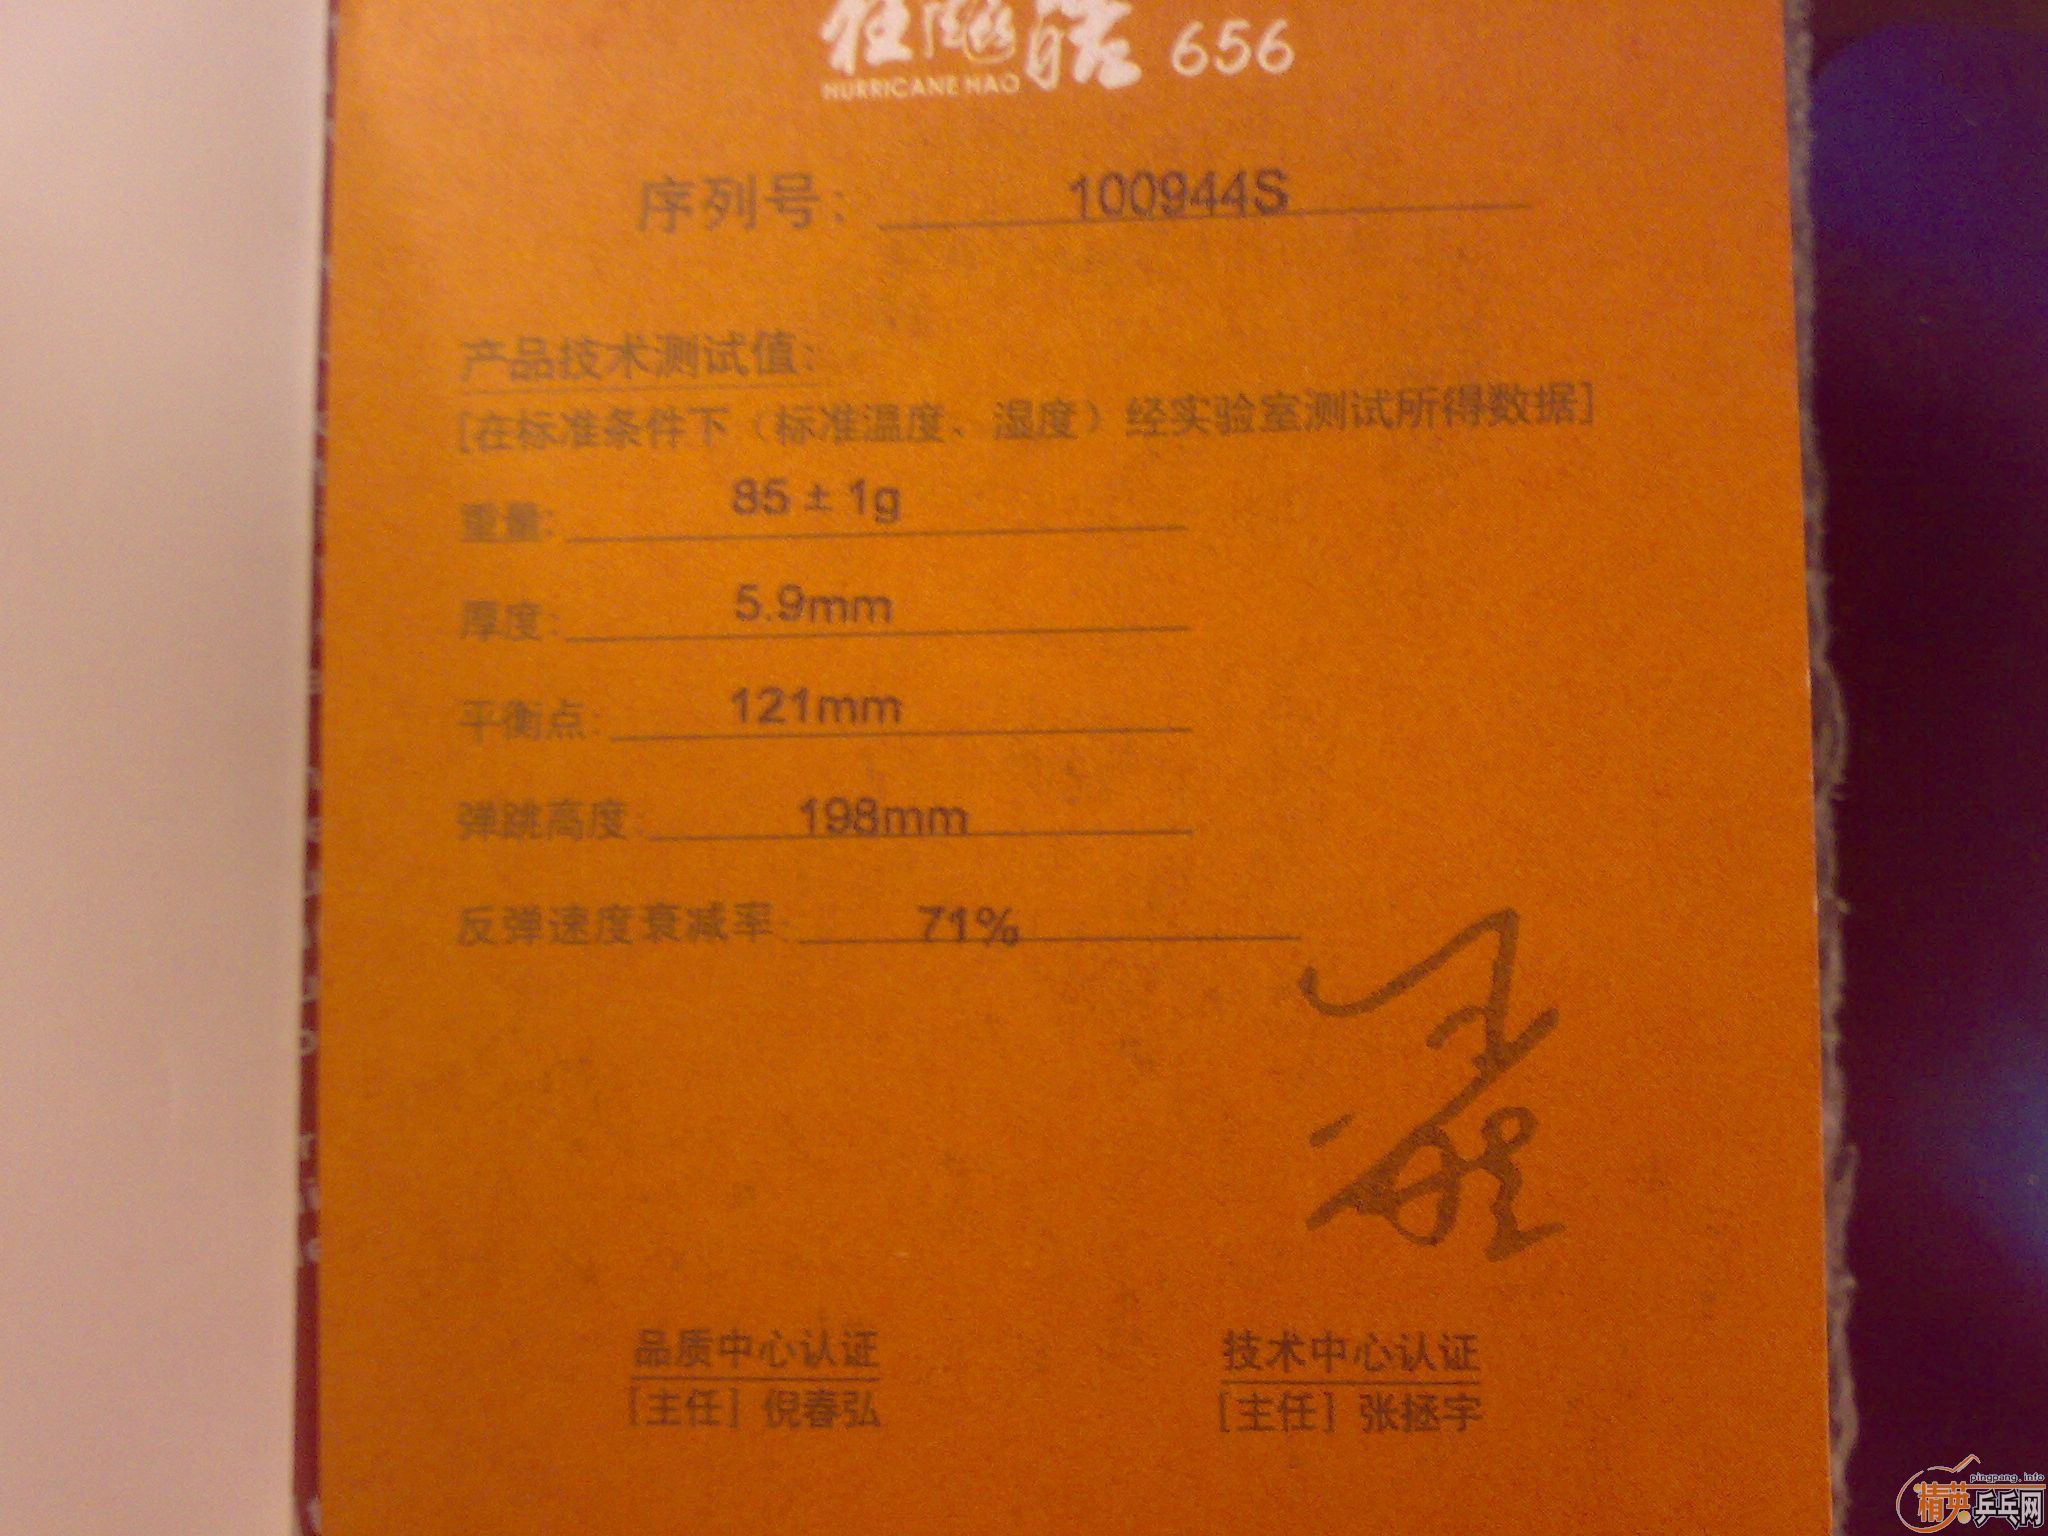 狂飚皓 656
HURRICANE HAO
序列号: 100944S
产品技术测试值:
[在标准条件下（标准温度、湿度）经实验室测试所得数据]
重量: 85±1g
厚度: 5.9mm
平衡点: 121mm
弹跳高度: 198mm
反弹速度衰减率: 71%
品质中心认证 技术中心认证
[主任] 倪春弘 [主任] 张拯宇
pingpang.info
精英乒乓网